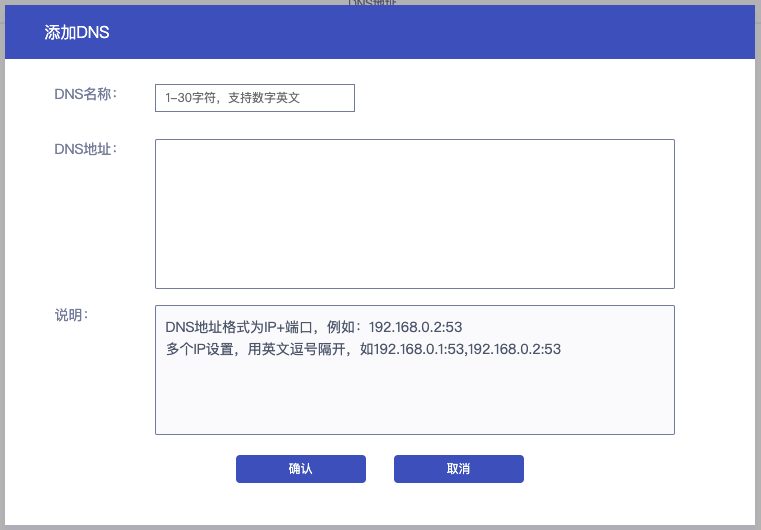 DNS地址
添加DNS
DNS名称：
1-30字符，支持数字英文
DNS地址：
说明：
DNS地址格式为IP+端口，例如：192.168.0.2:53
多个IP设置，用英文逗号隔开，如192.168.0.1:53,192.168.0.2:53
确认
取消